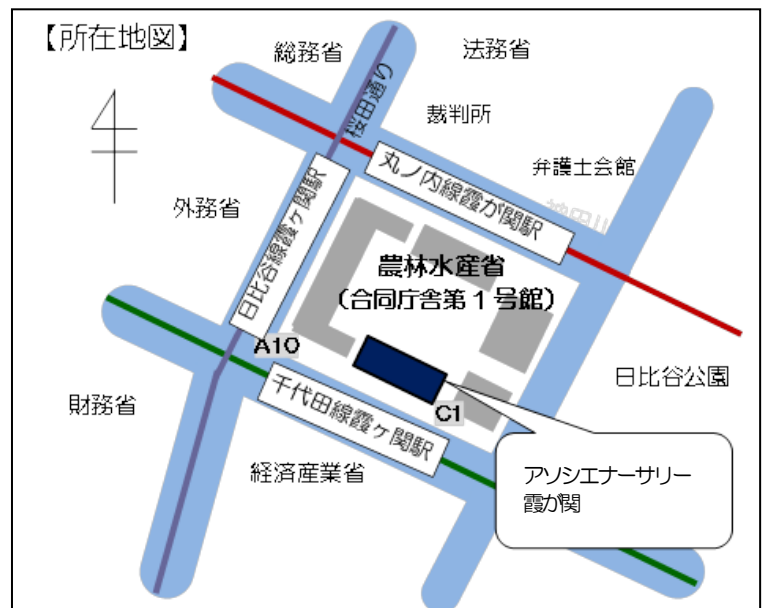 【所在地図】
総務省
法務省
桜田通り
裁判所
丸ノ内線霞が関駅
弁護士会館
外務省
日比谷線霞ヶ関駅
農林水産省
(合同庁舎第１号館)
A10
日比谷公園
財務省
千代田線霞ヶ関駅
C1
経済産業省
アソシエナーサリー
霞が関